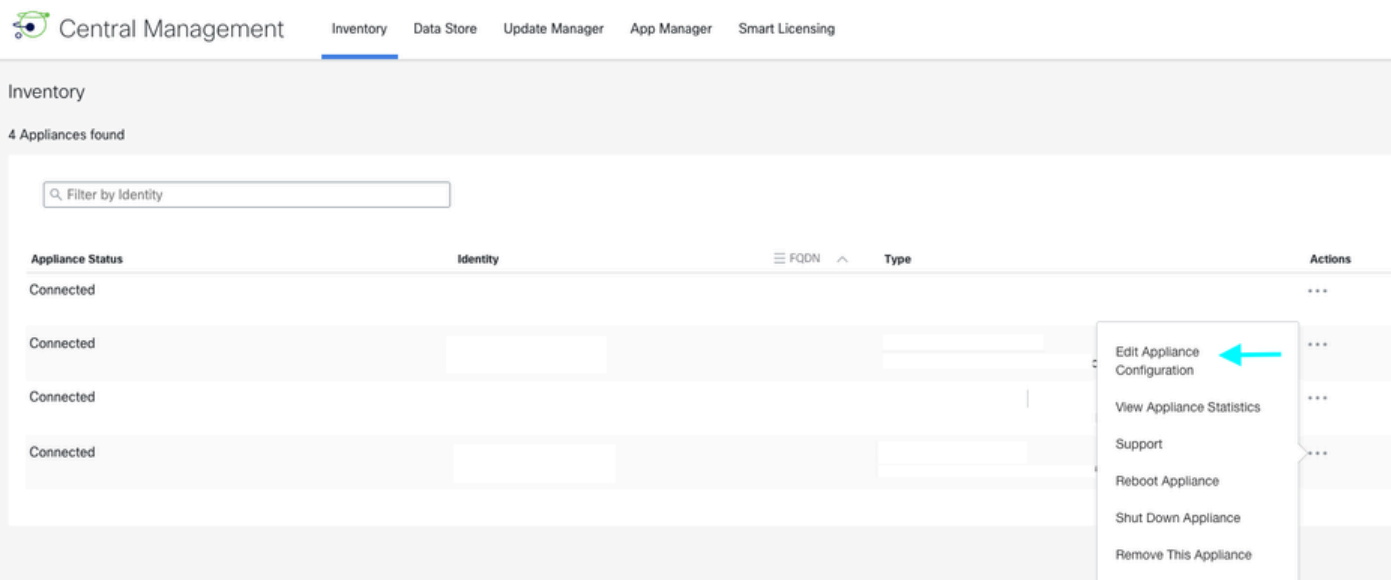 Central Management
Inventory
Data Store
Update Manager
App Manager
Smart Licensing
Inventory
4 Appliances found
Filter by Identity
Appliance Status
Identity
FQDN
Type
Actions
Connected
Connected
Connected
Connected
Edit Appliance
Configuration
View Appliance Statistics
Support
Reboot Appliance
Shut Down Appliance
Remove This Appliance